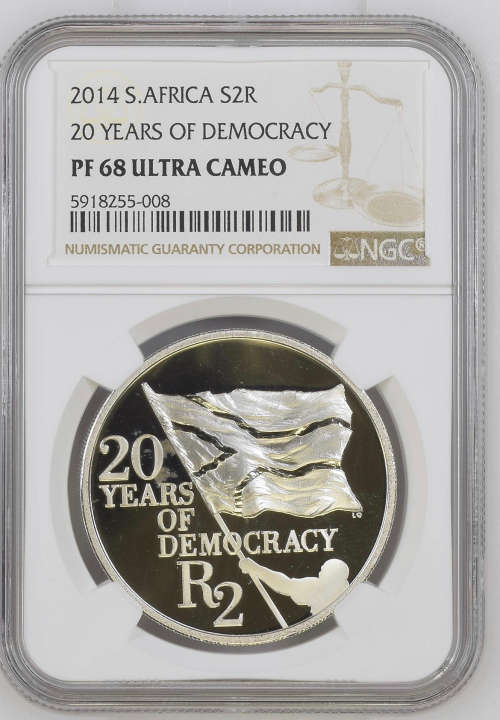 2014 S.AFRICA S2R
20 YEARS OF DEMOCRACY
PF 68 ULTRA CAMEO
5918255-008
NUMISMATIC GUARANTY CORPORATION
NGC®
20
YEARS
OF
DEMOCRACY
R2
LG